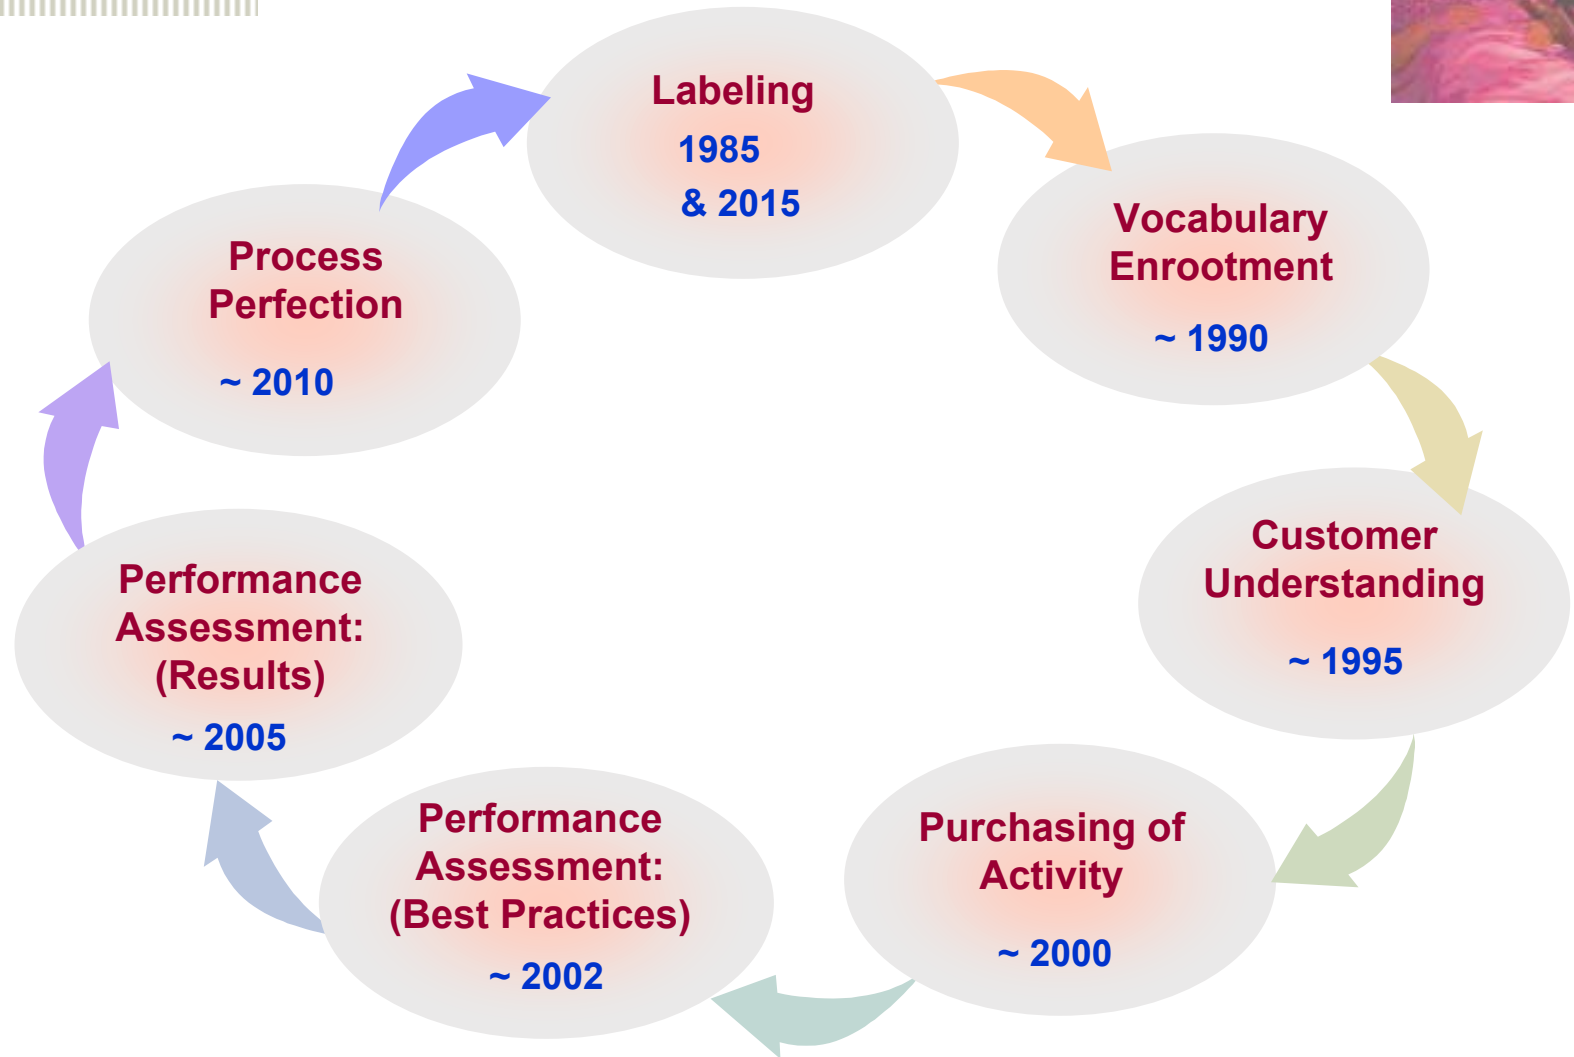 Labeling
1985
& 2015
Vocabulary
Enrootment
~ 1990
Customer
Understanding
~ 1995
Purchasing of
Activity
~ 2000
Performance
Assessment:
(Best Practices)
~ 2002
Performance
Assessment:
(Results)
~ 2005
Process
Perfection
~ 2010